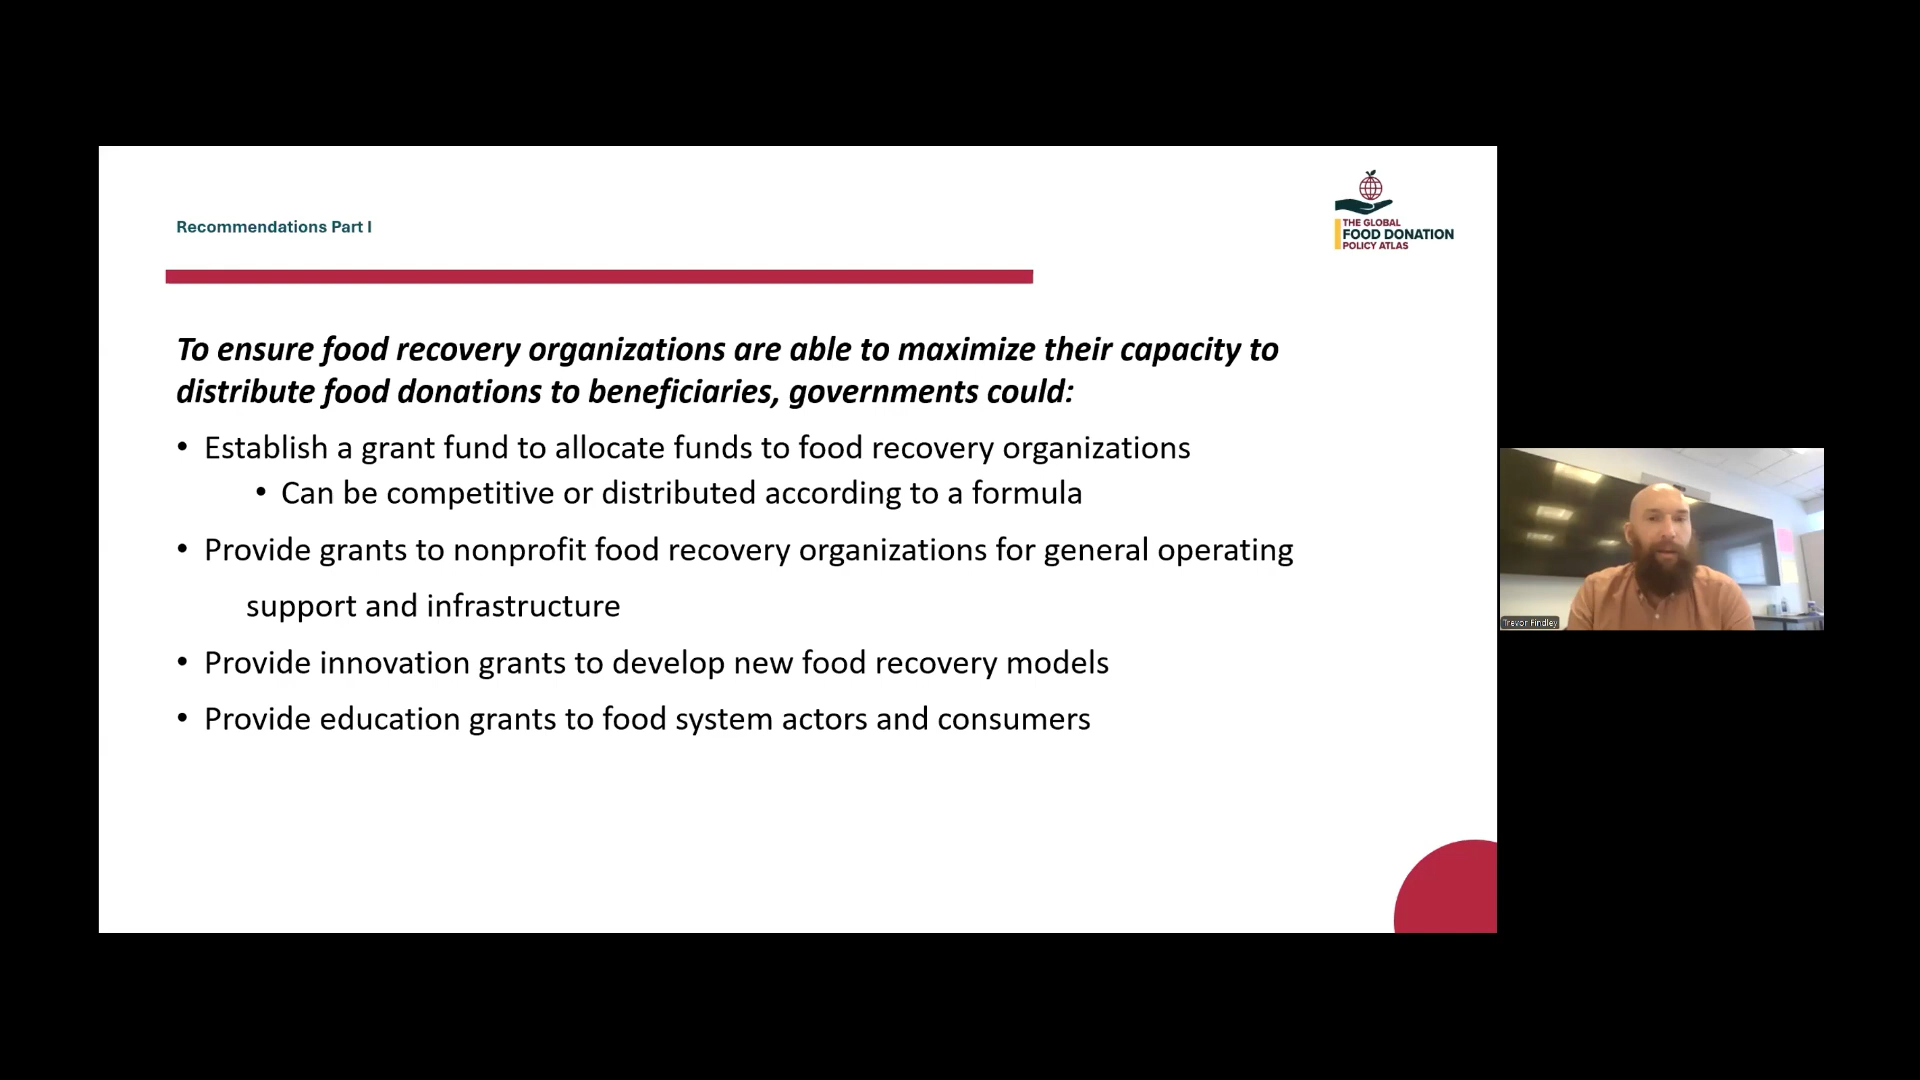 Recommendations Part I
THE GLOBAL
FOOD DONATION
POLICY ATLAS
To ensure food recovery organizations are able to maximize their capacity to
distribute food donations to beneficiaries, governments could:
• Establish a grant fund to allocate funds to food recovery organizations
• Can be competitive or distributed according to a formula
• Provide grants to nonprofit food recovery organizations for general operating
support and infrastructure
• Provide innovation grants to develop new food recovery models
• Provide education grants to food system actors and consumers
Trevor Findley